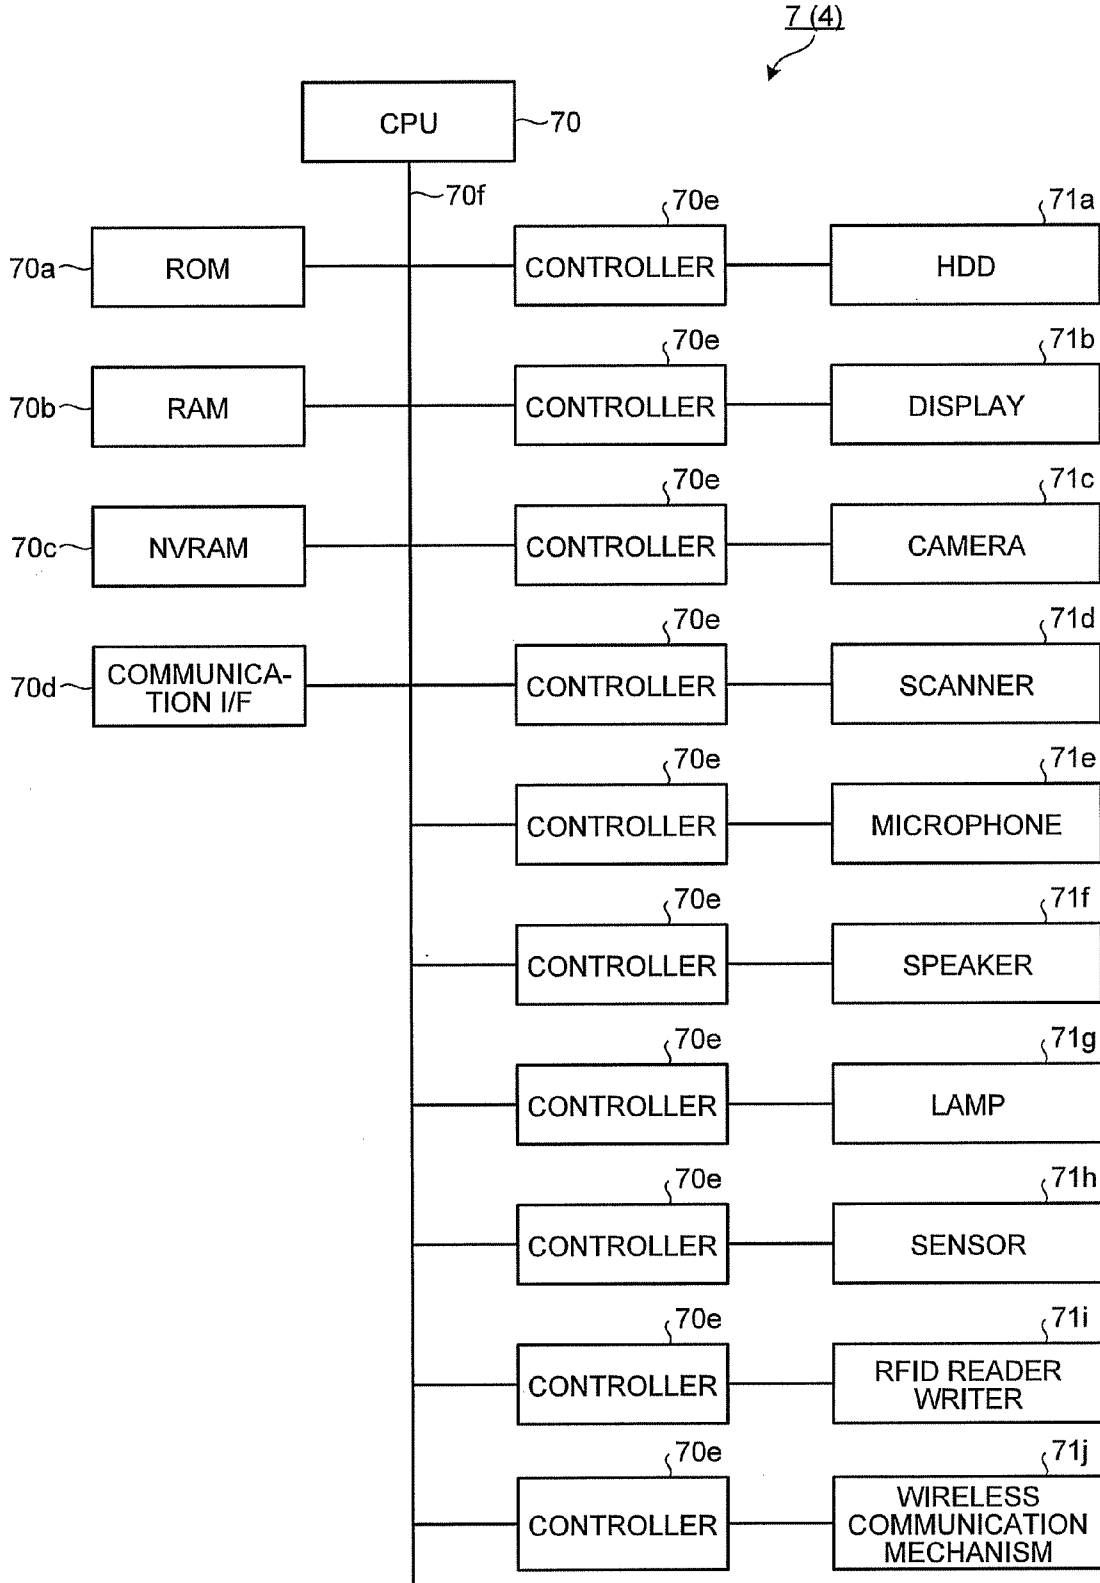 7 (4)
CPU
70
70f
70e
71a
70a
ROM
CONTROLLER
HDD
70e
71b
70b
RAM
CONTROLLER
DISPLAY
70e
71c
70c
NVRAM
CONTROLLER
CAMERA
70e
71d
70d
COMMUNICA-
TION I/F
CONTROLLER
SCANNER
70e
71e
CONTROLLER
MICROPHONE
70e
71f
CONTROLLER
SPEAKER
70e
71g
CONTROLLER
LAMP
70e
71h
CONTROLLER
SENSOR
70e
71i
CONTROLLER
RFID READER
WRITER
70e
71j
CONTROLLER
WIRELESS
COMMUNICATION
MECHANISM